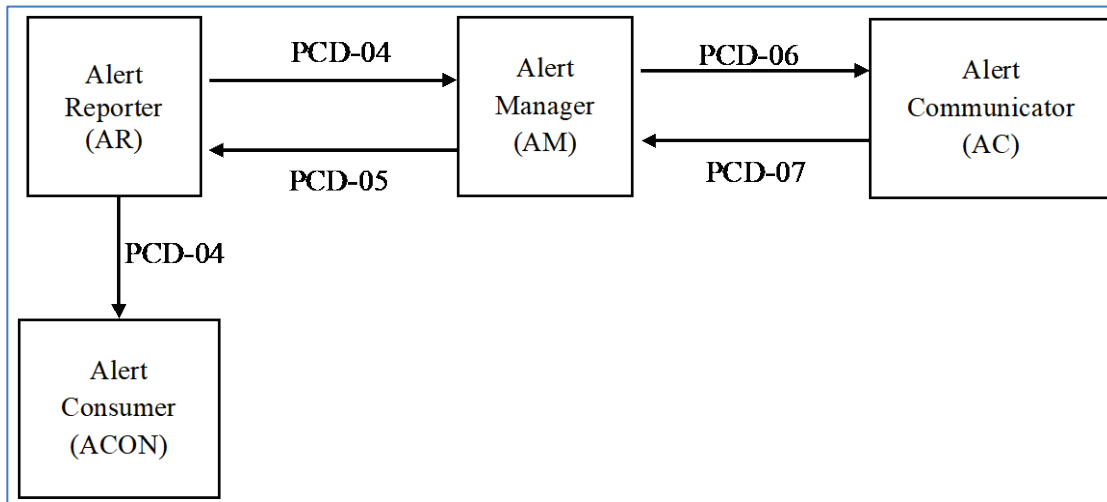 Alert
Reporter
(AR)
PCD-04
Alert
Manager
(AM)
PCD-06
Alert
Communicator
(AC)
PCD-05
PCD-07
PCD-04
Alert
Consumer
(ACON)